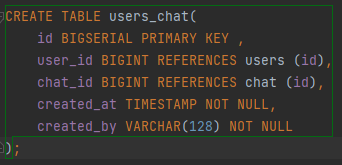 CREATE TABLE users_chat(
    id BIGSERIAL PRIMARY KEY ,
    user_id BIGINT REFERENCES users (id),
    chat_id BIGINT REFERENCES chat (id),
    created_at TIMESTAMP NOT NULL,
    created_by VARCHAR(128) NOT NULL
);